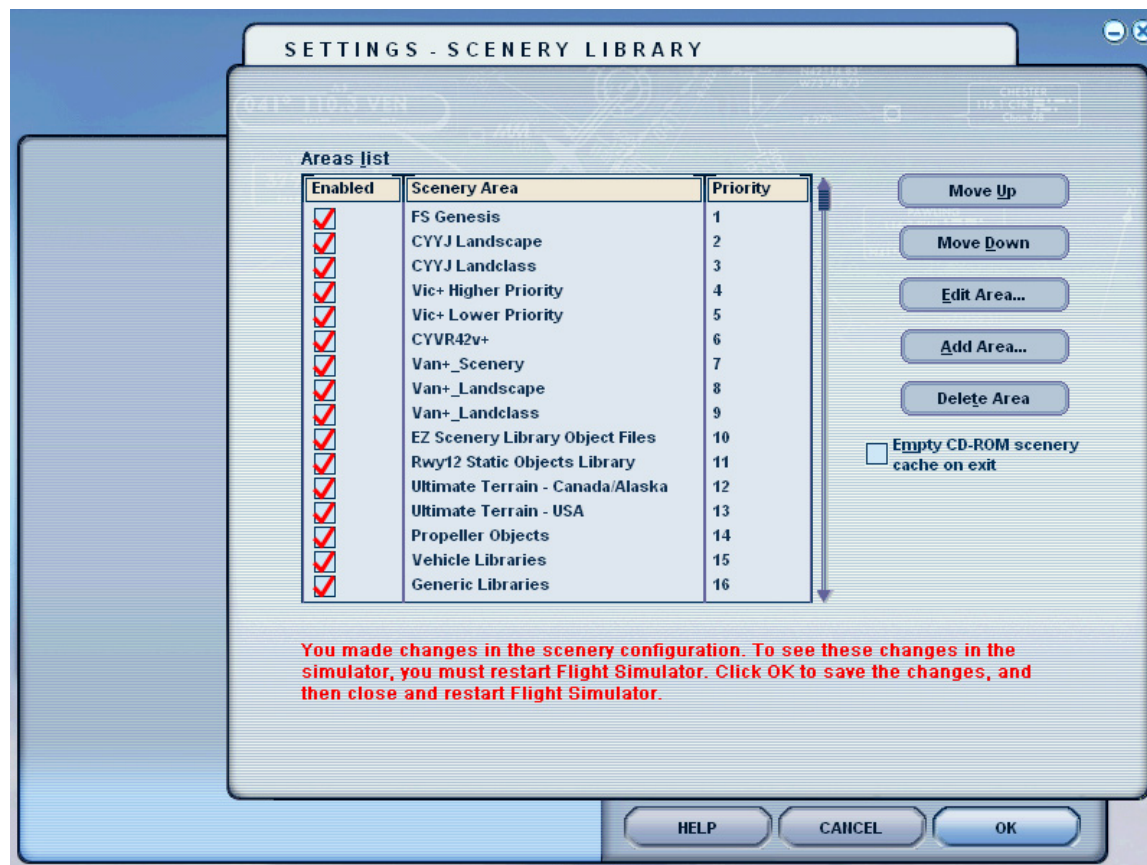 SETTINGS - SCENERY LIBRARY
041° 110.3 VEN
CHESTER
Areas list
Enabled Scenery Area Priority
FS Genesis 1
CYYJ Landscape 2
CYYJ Landclass 3
Vic+ Higher Priority 4
Vic+ Lower Priority 5
CYVR42v+ 6
Van+_Scenery 7
Van+_Landscape 8
Van+_Landclass 9
EZ Scenery Library Object Files 10
Rwy12 Static Objects Library 11
Ultimate Terrain - Canada/Alaska 12
Ultimate Terrain - USA 13
Propeller Objects 14
Vehicle Libraries 15
Generic Libraries 16
Move Up
Move Down
Edit Area...
Add Area...
Delete Area
Empty CD-ROM scenery
cache on exit
You made changes in the scenery configuration. To see these changes in the
simulator, you must restart Flight Simulator. Click OK to save the changes, and
then close and restart Flight Simulator.
HELP CANCEL OK